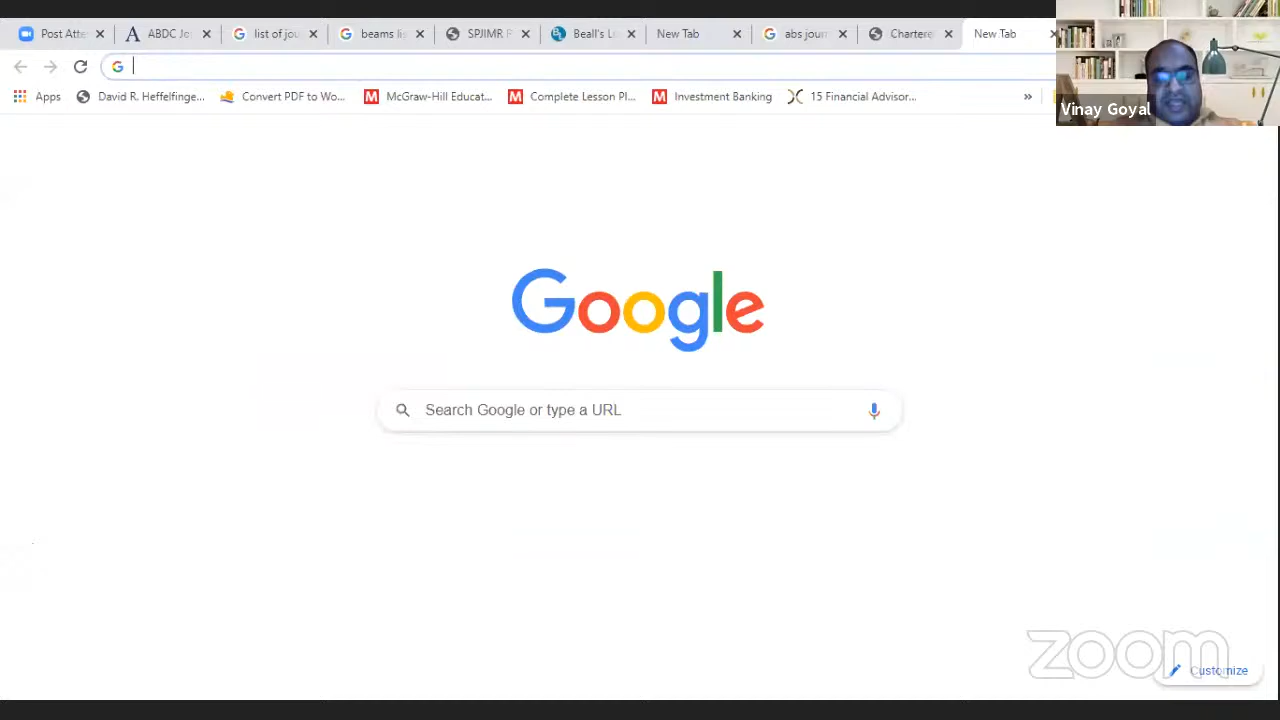 Post Atte ABDC Jo list of jou beams lis SPJIMR Beall's Li New Tab abs journ Chartere New Tab
Apps David R. Heffelfinge... Convert PDF to Wo... McGraw-Hill Educat... Complete Lesson Pl... Investment Banking 15 Financial Advisor... »
Vinay Goyal
Google
Search Google or type a URL
zoom
Customize